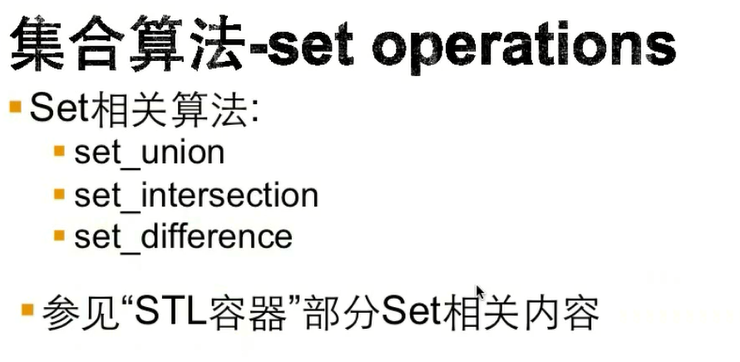 集合算法-set operations
Set相关算法:
set_union
set_intersection
set_difference
参见“STL容器”部分Set相关内容